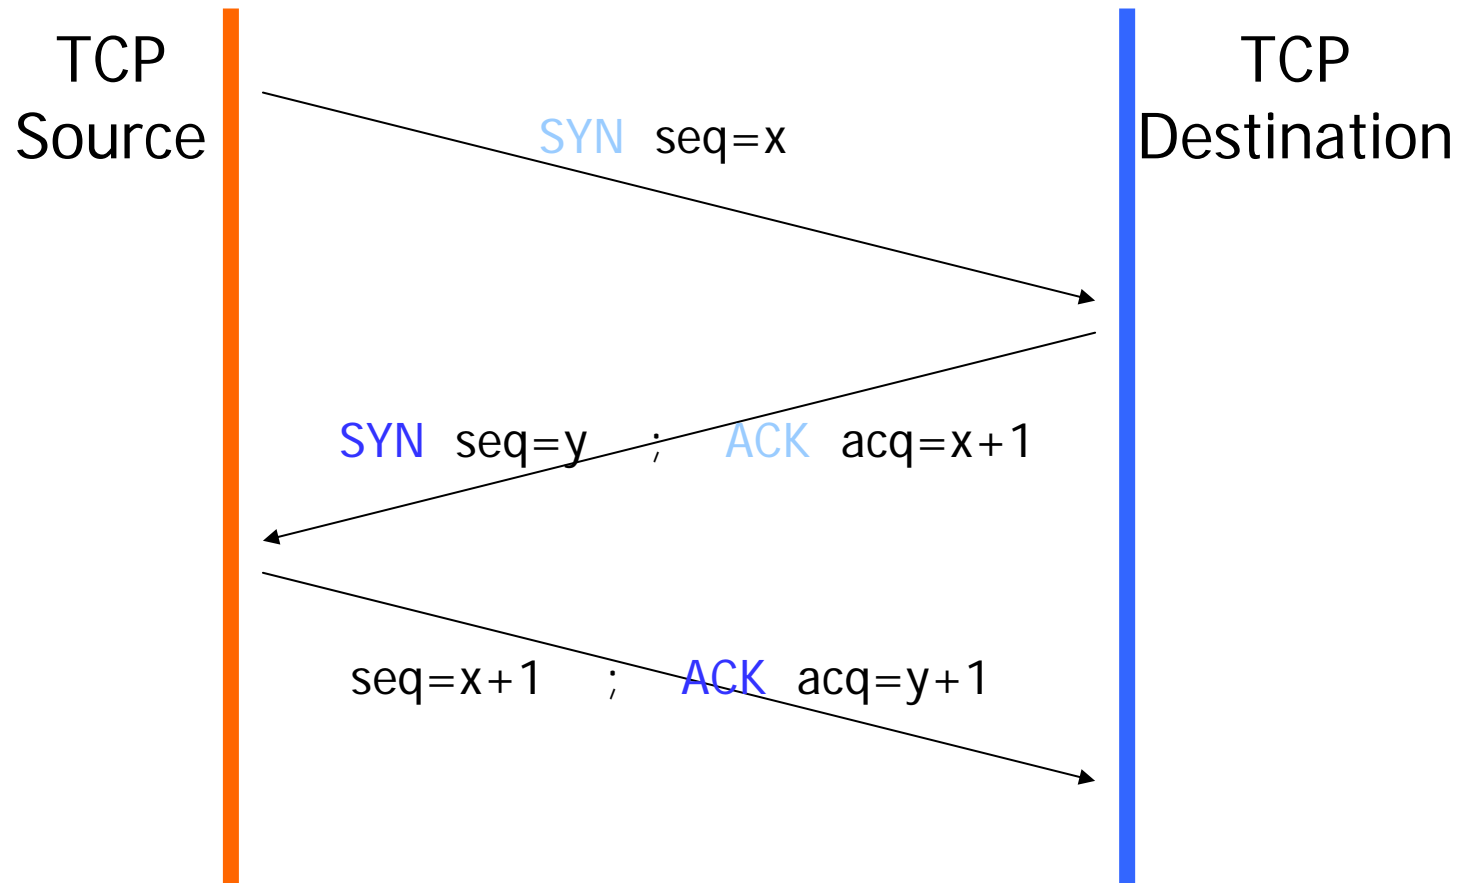 TCP
Source
TCP
Destination
SYN seq=x
SYN seq=y ; ACK acq=x+1
seq=x+1 ; ACK acq=y+1